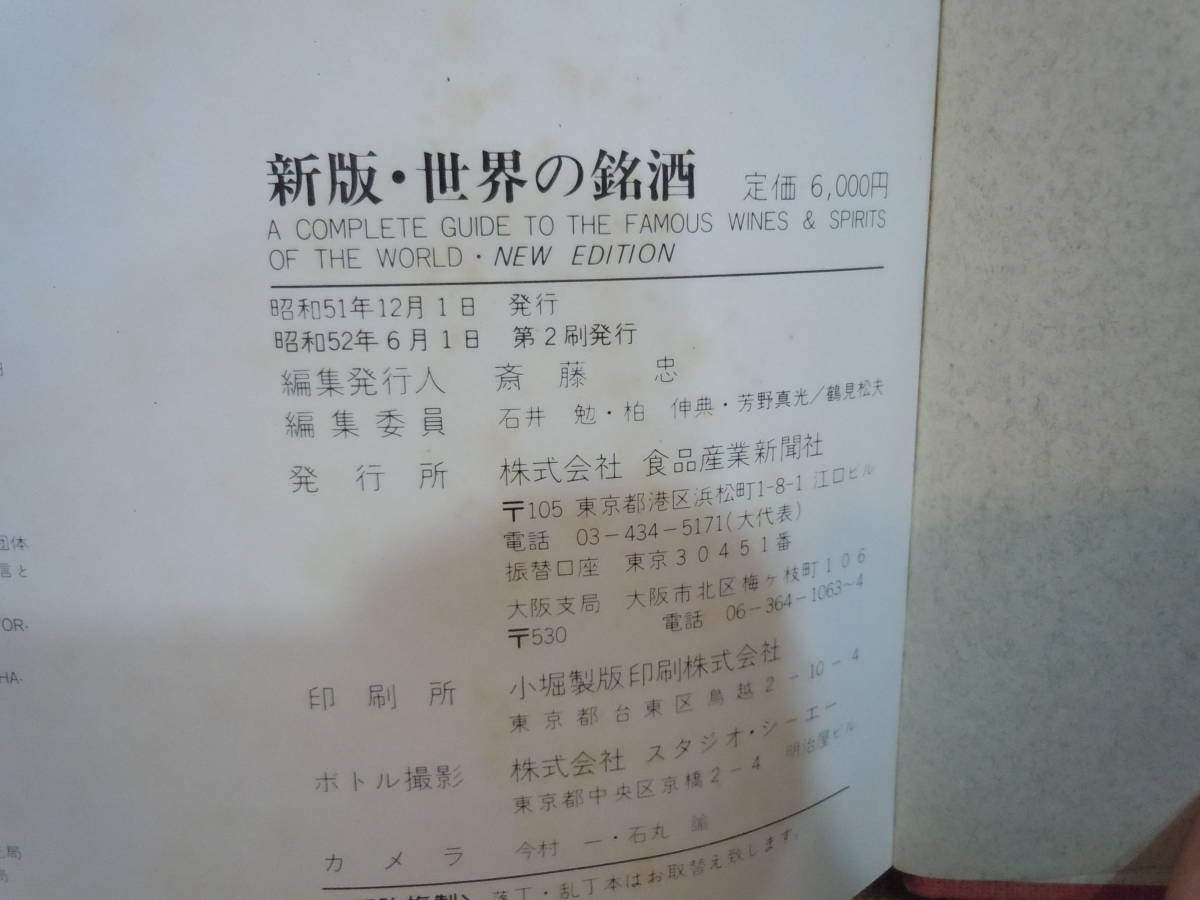 新版・世界の銘酒 定価 6,000円
A COMPLETE GUIDE TO THE FAMOUS WINES & SPIRITS
OF THE WORLD・NEW EDITION
昭和51年12月1日 発行
昭和52年6月1日 第2刷発行
編集発行人 斎藤 忠
編集委員 石井 勉・柏 伸典・芳野真光/鶴見松夫
発行所 株式会社 食品産業新聞社
〒105 東京都港区浜松町1-8-1 江口ビル
電話 03-434-5171(大代表)
振替口座 東京30451番
大阪支局 大阪市北区梅ヶ枝町106
〒530 電話 06-364-1063~4
印刷所 小堀製版印刷株式会社
東京都台東区鳥越2-10-4
ボトル撮影 株式会社 スタジオ・シーエー
東京都中央区京橋2-4 明治屋ビル
カメラ 今村 一・石丸 諭
落丁・乱丁本はお取替え致します。
団体
言と
OR-
HA-
局